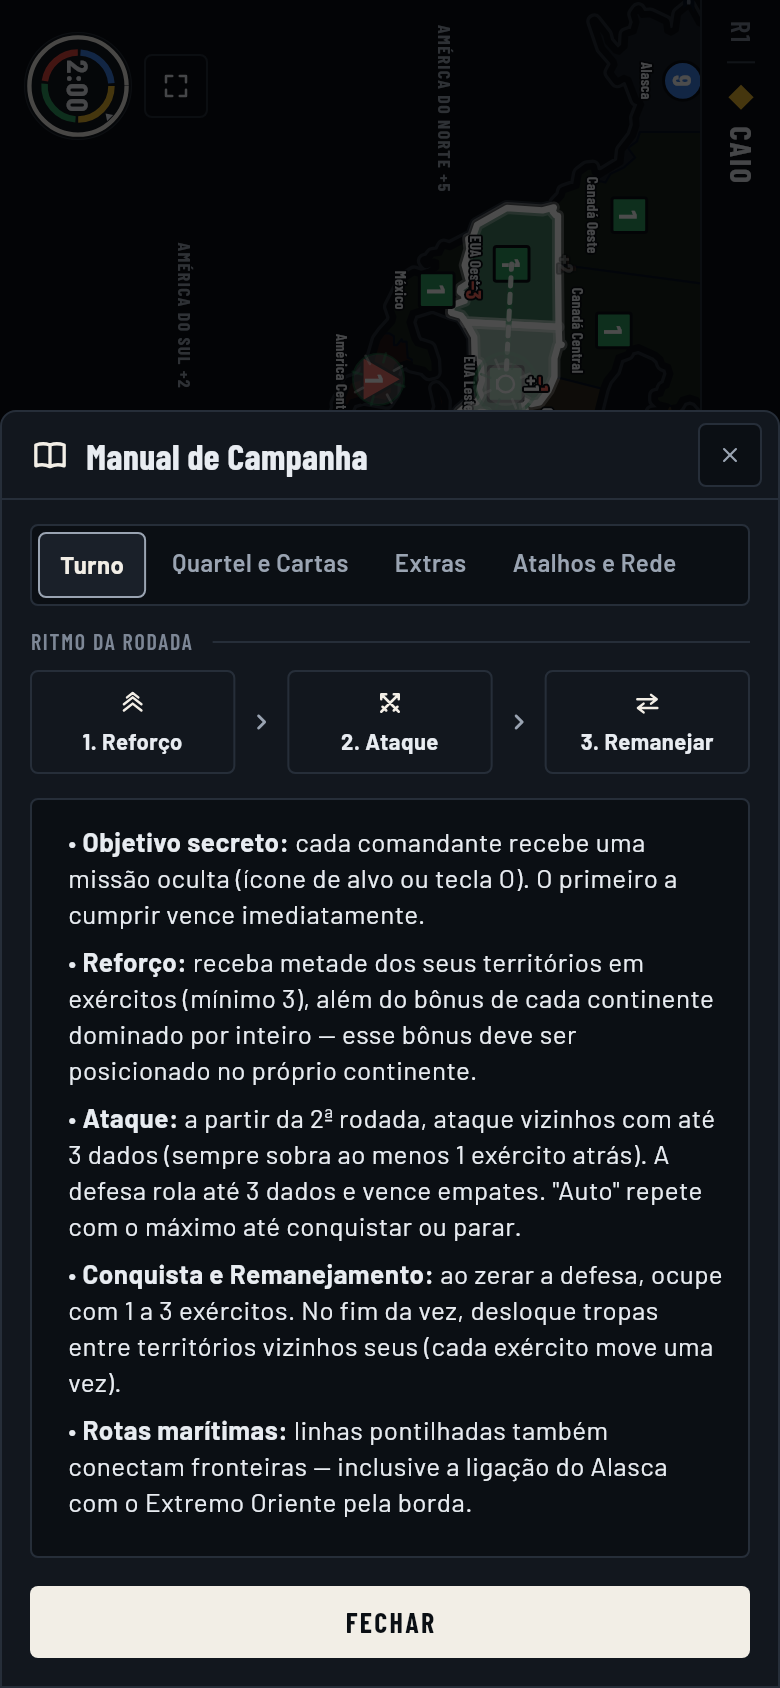 R1
CAIO
2:00
AMÉRICA DO NORTE +5
Alasca
9
Canadá Oeste
1
EUA Oes
-3
1
+2
México
1
Canadá Central
1
AMÉRICA DO SUL +2
América Cent
1
EUA Les
Manual de Campanha
Turno
Quartel e Cartas
Extras
Atalhos e Rede
RITMO DA RODADA
1. Reforço
2. Ataque
3. Remanejar
• Objetivo secreto: cada comandante recebe uma
missão oculta (ícone de alvo ou tecla O). O primeiro a
cumprir vence imediatamente.
• Reforço: receba metade dos seus territórios em
exércitos (mínimo 3), além do bônus de cada continente
dominado por inteiro — esse bônus deve ser
posicionado no próprio continente.
• Ataque: a partir da 2ª rodada, ataque vizinhos com até
3 dados (sempre sobra ao menos 1 exército atrás). A
defesa rola até 3 dados e vence empates. "Auto" repete
com o máximo até conquistar ou parar.
• Conquista e Remanejamento: ao zerar a defesa, ocupe
com 1 a 3 exércitos. No fim da vez, desloque tropas
entre territórios vizinhos seus (cada exército move uma
vez).
• Rotas marítimas: linhas pontilhadas também
conectam fronteiras — inclusive a ligação do Alasca
com o Extremo Oriente pela borda.
FECHAR